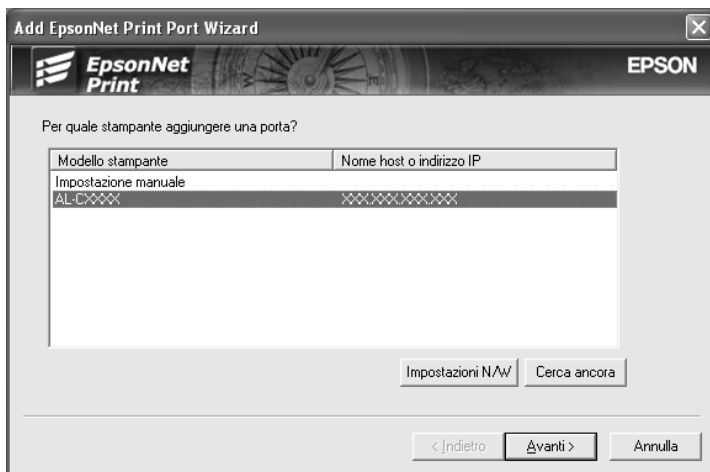 Add EpsonNet Print Port Wizard
EpsonNet
Print
EPSON
Per quale stampante aggiungere una porta?
Modello stampante Nome host o indirizzo IP
Impostazione manuale
AL-CXXXX XXX.XXX.XXX.XXX
Impostazioni N/W Cerca ancora
< Indietro Avanti > Annulla